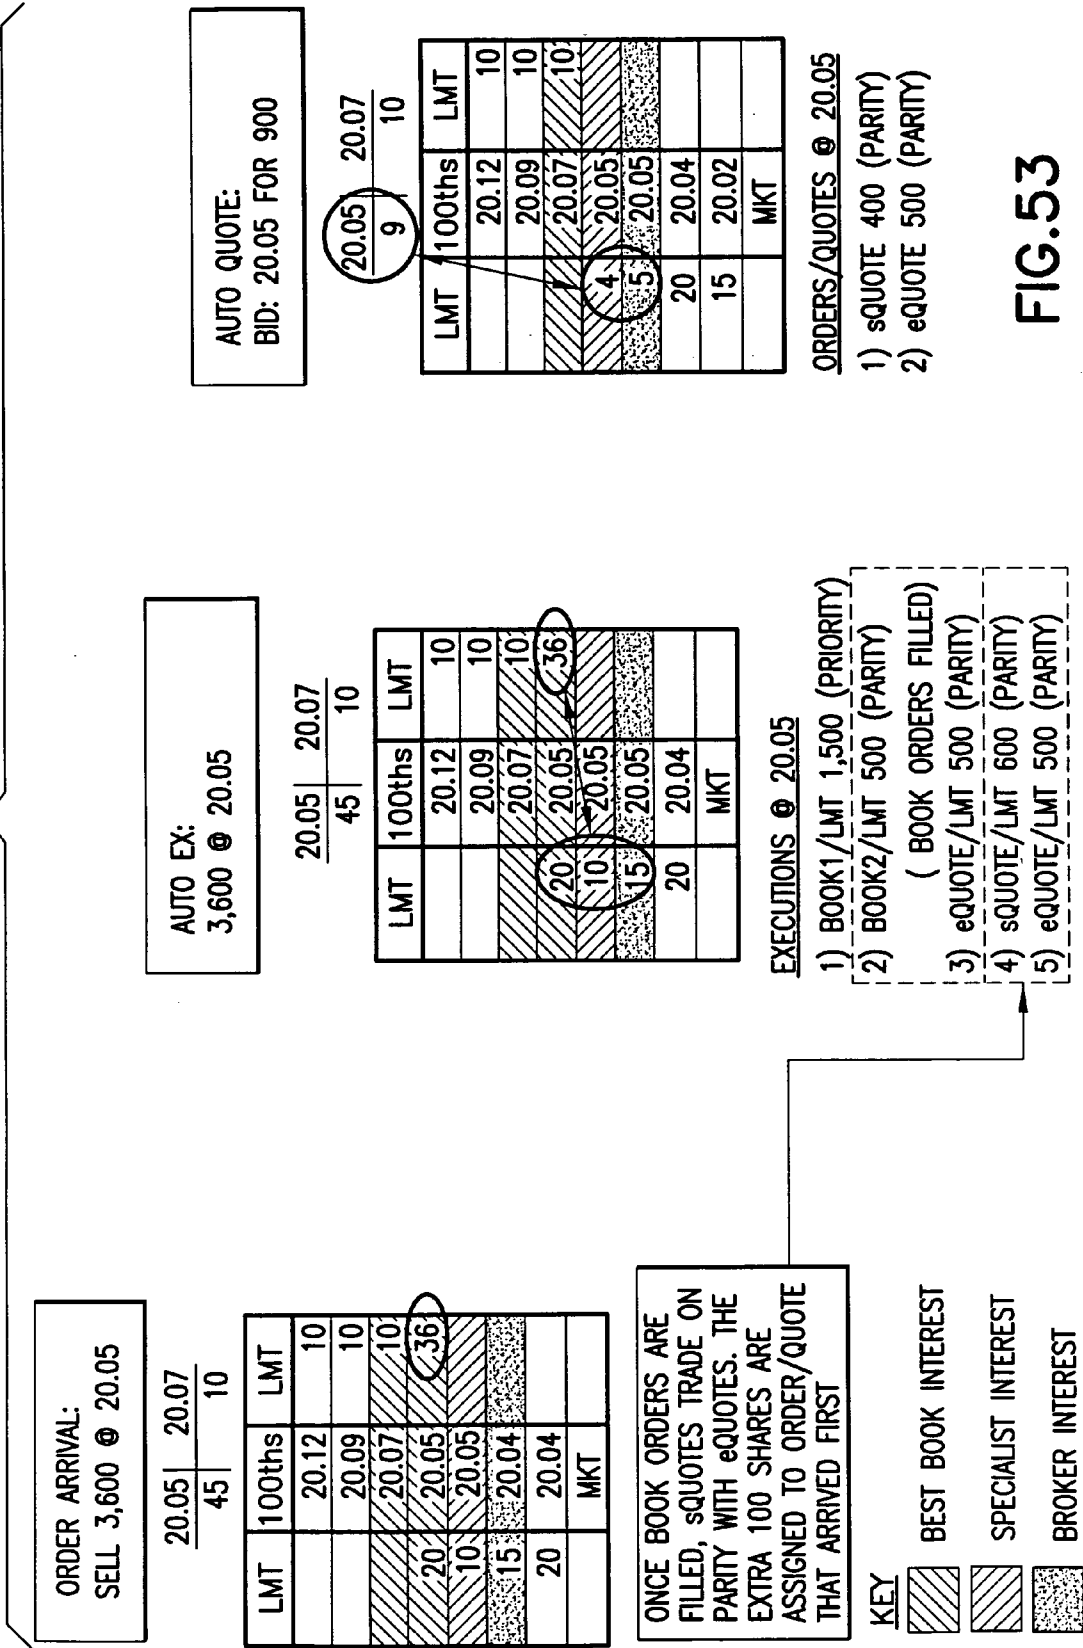 ORDER ARRIVAL:
SELL 3,600 @ 20.05
20.05 20.07
45 10
LMT 100ths LMT
20.12 10
20.09 10
20.07 10
20 20.05 36
10 20.05
15 20.04
20 20.04
MKT
ONCE BOOK ORDERS ARE
FILLED, sQUOTES TRADE ON
PARITY WITH eQUOTES. THE
EXTRA 100 SHARES ARE
ASSIGNED TO ORDER/QUOTE
THAT ARRIVED FIRST
KEY
BEST BOOK INTEREST
SPECIALIST INTEREST
BROKER INTEREST
AUTO EX:
3,600 @ 20.05
20.05 20.07
45 10
LMT 100ths LMT
20.12 10
20.09 10
20.07 10
20 20.05 36
10 20.05
15 20.05
20 20.04
MKT
EXECUTIONS @ 20.05
1) BOOK1/LMT 1,500 (PRIORITY)
2) BOOK2/LMT 500 (PARITY)
( BOOK ORDERS FILLED)
3) eQUOTE/LMT 500 (PARITY)
4) sQUOTE/LMT 600 (PARITY)
5) eQUOTE/LMT 500 (PARITY)
AUTO QUOTE:
BID: 20.05 FOR 900
20.05 20.07
9 10
LMT 100ths LMT
20.12 10
20.09 10
20.07 10
4 20.05
5 20.05
20 20.04
15 20.02
MKT
ORDERS/QUOTES @ 20.05
1) sQUOTE 400 (PARITY)
2) eQUOTE 500 (PARITY)
FIG.53